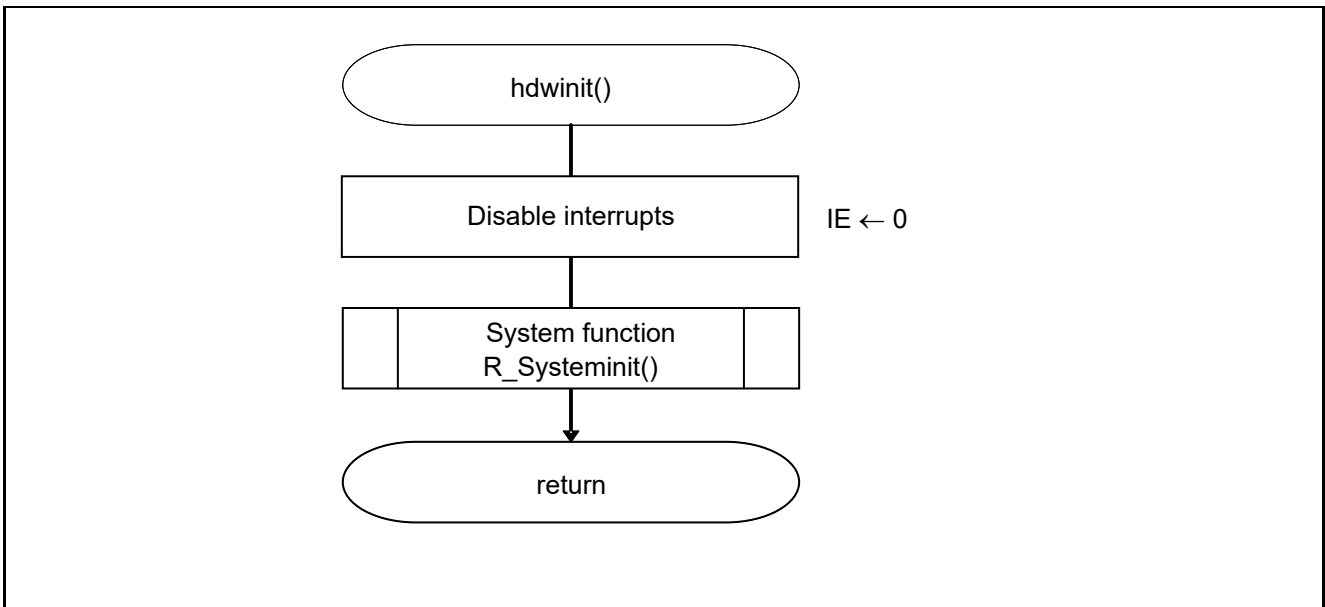 hdwinit()
Disable interrupts
IE ← 0
System function
R_Systeminit()
return